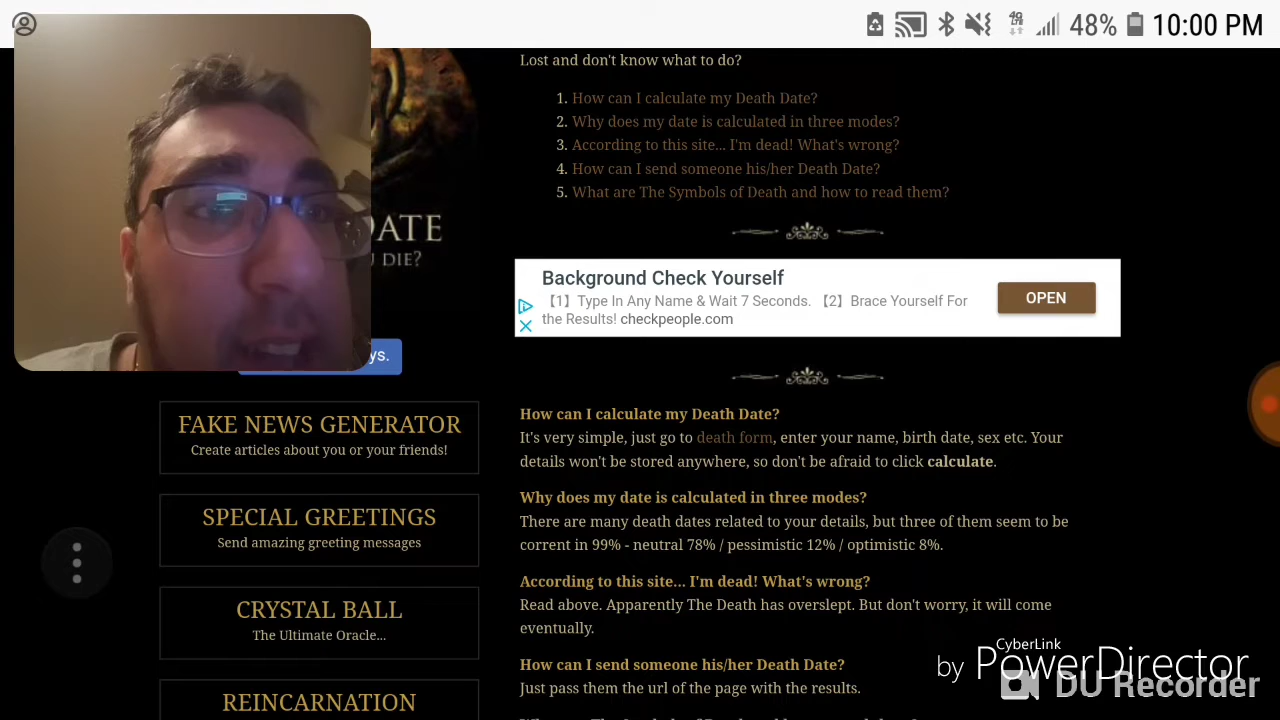 48% 10:00 PM
Lost and don't know what to do?
1. How can I calculate my Death Date?
2. Why does my date is calculated in three modes?
3. According to this site... I'm dead! What's wrong?
4. How can I send someone his/her Death Date?
5. What are The Symbols of Death and how to read them?
ATE
DIE?
Background Check Yourself
【1】Type In Any Name & Wait 7 Seconds. 【2】Brace Yourself For
the Results! checkpeople.com
OPEN
ys.
FAKE NEWS GENERATOR
Create articles about you or your friends!
SPECIAL GREETINGS
Send amazing greeting messages
CRYSTAL BALL
The Ultimate Oracle...
REINCARNATION
How can I calculate my Death Date?
It's very simple, just go to death form, enter your name, birth date, sex etc. Your
details won't be stored anywhere, so don't be afraid to click calculate.
Why does my date is calculated in three modes?
There are many death dates related to your details, but three of them seem to be
corrent in 99% - neutral 78% / pessimistic 12% / optimistic 8%.
According to this site... I'm dead! What's wrong?
Read above. Apparently The Death has overslept. But don't worry, it will come
eventually.
How can I send someone his/her Death Date?
Just pass them the url of the page with the results.
by CyberLink PowerDirector
DU Recorder